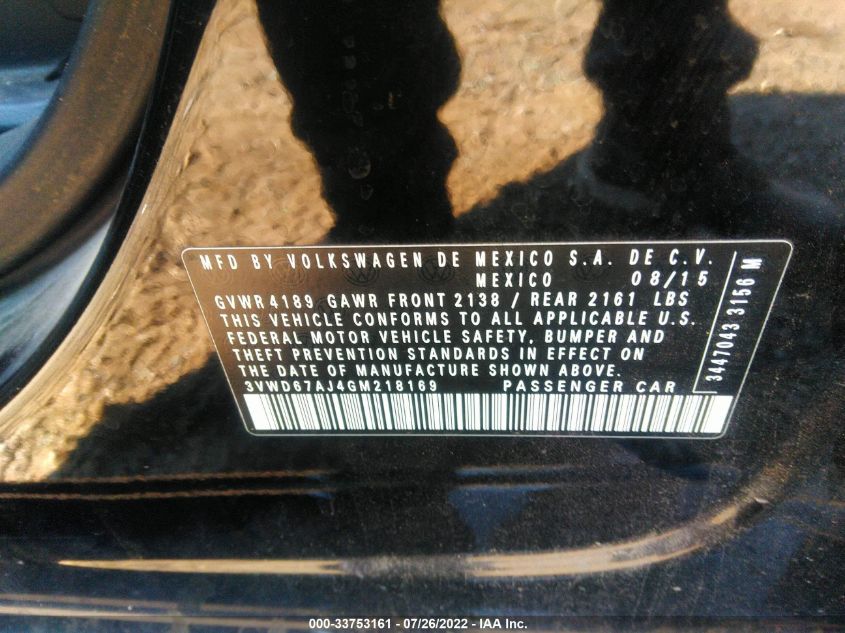 MFD BY VOLKSWAGEN DE MEXICO S.A. DE C.V.
MEXICO 08/15
GVWR 4189 GAWR FRONT 2138 / REAR 2161 LBS
THIS VEHICLE CONFORMS TO ALL APPLICABLE U.S.
FEDERAL MOTOR VEHICLE SAFETY, BUMPER AND
THEFT PREVENTION STANDARDS IN EFFECT ON
THE DATE OF MANUFACTURE SHOWN ABOVE.
3VWD67AJ4GM218169 PASSENGER CAR
3447043 3156 M
000-33753161 - 07/26/2022 - IAA Inc.